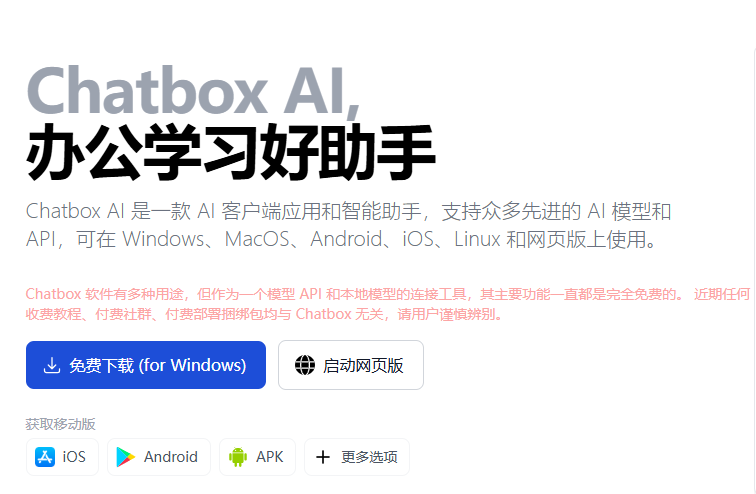 Chatbox AI,
办公学习好助手
Chatbox AI 是一款 AI 客户端应用和智能助手，支持众多先进的 AI 模型和
API，可在 Windows、MacOS、Android、iOS、Linux 和网页版上使用。
Chatbox 软件有多种用途，但作为一个模型 API 和本地模型的连接工具，其主要功能一直都是完全免费的。 近期任何
收费教程、付费社群、付费部署捆绑包均与 Chatbox 无关，请用户谨慎辨别。
免费下载 (for Windows) 启动网页版
获取移动版
iOS Android APK 更多选项